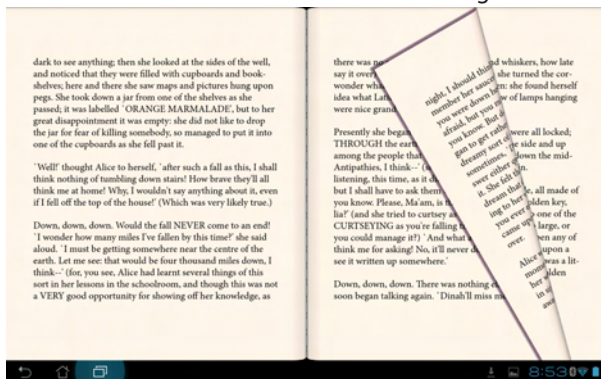 dark to see anything; then she looked at the sides of the well,
and noticed that they were filled with cupboards and book-
shelves; here and there she saw maps and pictures hung upon
pegs. She took down a jar from one of the shelves as she
passed; it was labelled `ORANGE MARMALADE', but to her
great disappointment it was empty: she did not like to drop
the jar for fear of killing somebody, so managed to put it into
one of the cupboards as she fell past it.
`Well!' thought Alice to herself, `after such a fall as this, I shall
think nothing of tumbling down stairs! How brave they'll all
think me at home! Why, I wouldn't say anything about it, even
if I fell off the top of the house!' (Which was very likely true.)
Down, down, down. Would the fall NEVER come to an end!
`I wonder how many miles I've fallen by this time?' she said
aloud. `I must be getting somewhere near the centre of the
earth. Let me see: that would be four thousand miles down, I
think--' (for, you see, Alice had learnt several things of this
sort in her lessons in the schoolroom, and though this was not
a VERY good opportunity for showing off her knowledge, as
there was no
say it over
wonder wha
idea what Lat
were nice grand
Presently she began
THROUGH the earth
among the people that
Antipathies, I think--'
listening, this time, as it
but I shall have to ask them
you know. Please, Ma'am, is
lia?' (and she tried to curtsey as
CURTSEYING as you're falling
you could manage it?) `And what
think me for asking! No, it'll never
see it written up somewhere.'
Down, down, down. There was nothing
soon began talking again. `Dinah'll miss me
night, I should thin
member her sauce
you were down he
afraid, but you m
you know. But d
gan to get rathe
dreamy sort o
sometimes,
swer either
it. She felt th
dream that
ing to her
you ever
came up
over.
Alice
mom
her
in s
awa
nd whiskers, how late
she turned the cor-
en: she found herself
w of lamps hanging
were all locked;
e side and up
down the mid-
n.
e, all made of
olden key,
o one of the
large, or
en any of
upon a
was a lit-
olden
8:53